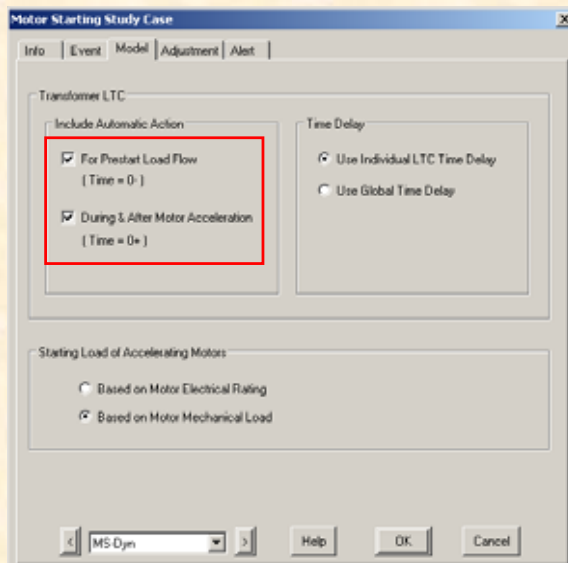 Motor Starting Study Case
Info Event Model Adjustment Alert
Transformer LTC
Include Automatic Action
For Prestart Load Flow
( Time = 0- )
During & After Motor Acceleration
( Time = 0+ )
Time Delay
Use Individual LTC Time Delay
Use Global Time Delay
Starting Load of Accelerating Motors
Based on Motor Electrical Rating
Based on Motor Mechanical Load
< MS-Dyn > Help OK Cancel